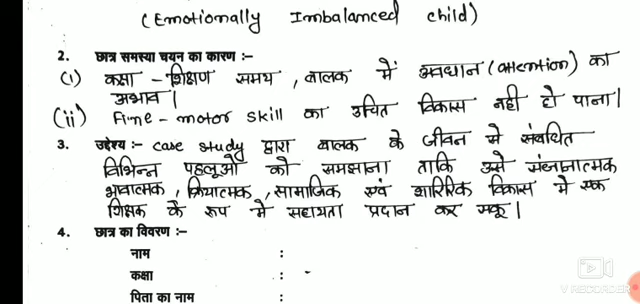 (Emotionally Imbalanced child)
2. छात्र समस्या चयन का कारण :-
(i) कक्षा - शिक्षण समय, बालक में अवधान (attention) का
अभाव।
(ii) Fine - motor skill का उचित विकास नही हो पाना।
3. उद्देश्य :- case study द्वारा बालक के जीवन से संबधित
विभिन्न पहलूओं को समझाना ताकि उसे संज्ञानात्मक
भावात्मक, क्रियात्मक, सामाजिक एवं शारिरिक विकास मे एक
शिक्षक के रूप मे सहायता प्रदान कर सकू।
4. छात्र का विवरण :-
नाम :
कक्षा : -
पिता का नाम :
V RECORDER